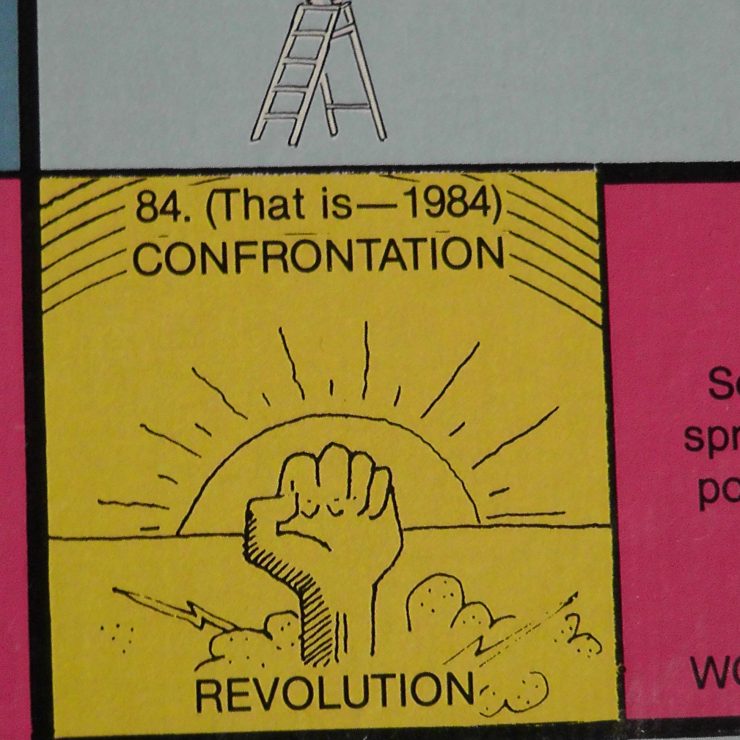 84. (That is—1984)
CONFRONTATION
REVOLUTION